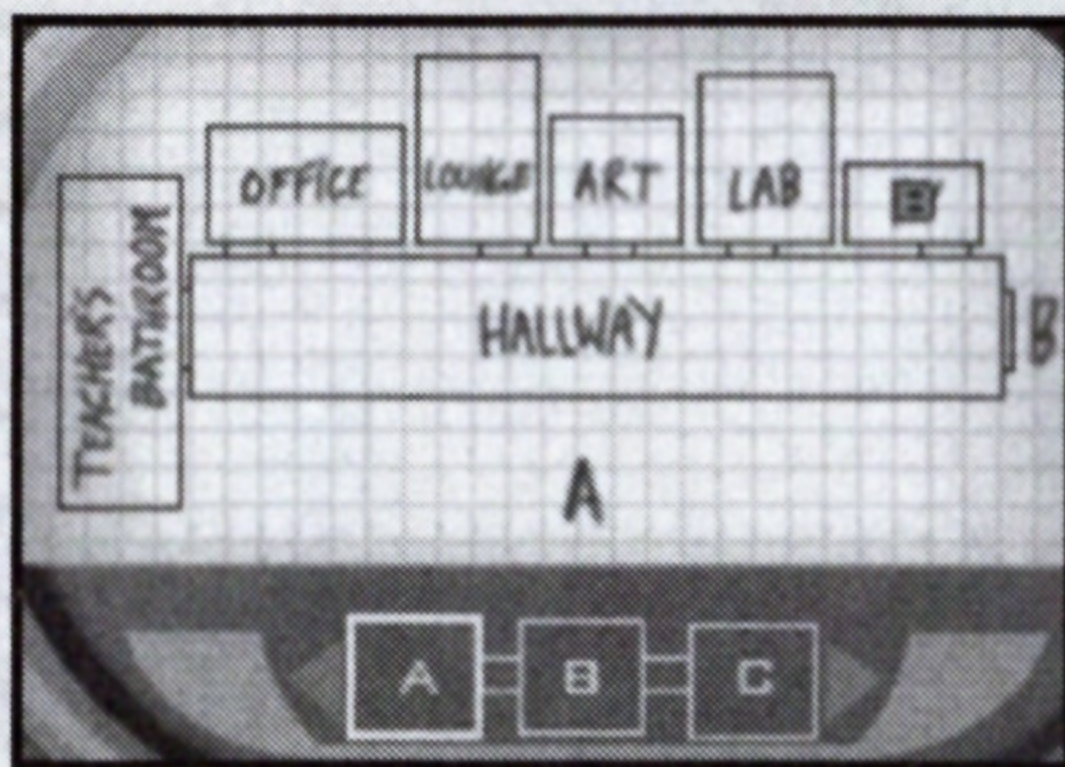 OFFICE
LOUNGE
ART
LAB
TEACHER'S
BATHROOM
HALLWAY
B
A
A
B
C